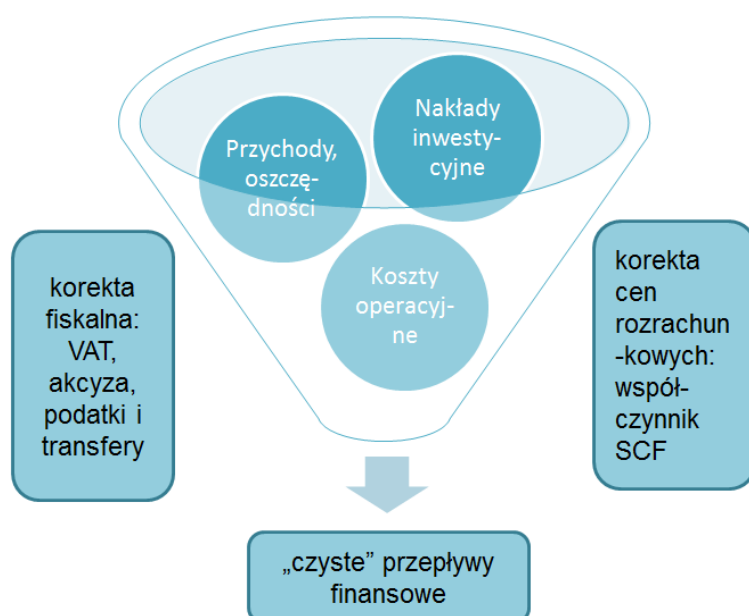 Przychody,
oszczę-
dności
Nakłady
inwesty-
cyjne
Koszty
operacyj-
ne
korekta
fiskalna:
VAT,
akcyza,
podatki i
transfery
korekta
cen
rozrachun
-kowych:
współ-
czynnik
SCF
„czyste” przepływy
finansowe